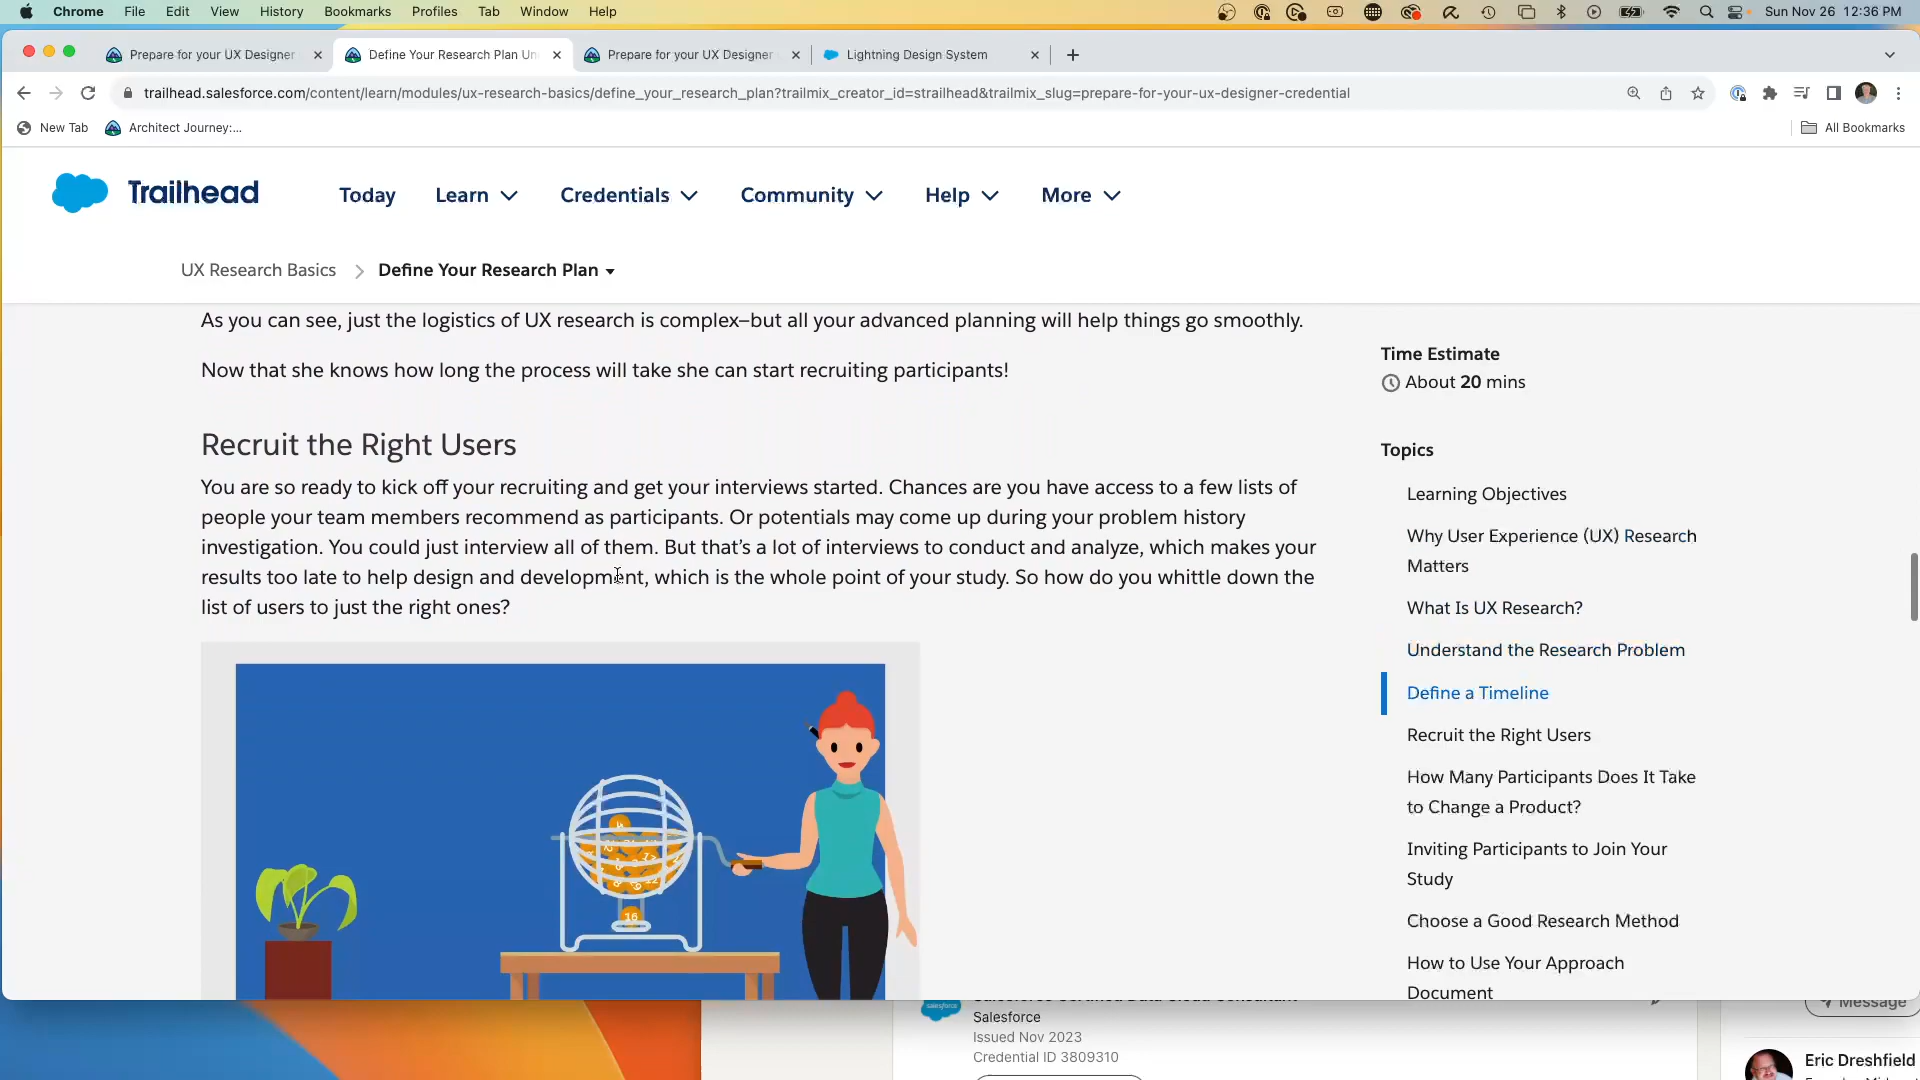 Chrome File Edit View History Bookmarks Profiles Tab Window Help Sun Nov 26 12:36 PM
Prepare for your UX Designer
Define Your Research Plan Un
Prepare for your UX Designer
Lightning Design System
trailhead.salesforce.com/content/learn/modules/ux-research-basics/define_your_research_plan?trailmix_creator_id=strailhead&trailmix_slug=prepare-for-your-ux-designer-credential
New Tab Architect Journey:... All Bookmarks
Trailhead Today Learn Credentials Community Help More
UX Research Basics Define Your Research Plan
As you can see, just the logistics of UX research is complex—but all your advanced planning will help things go smoothly.
Now that she knows how long the process will take she can start recruiting participants!
Recruit the Right Users
You are so ready to kick off your recruiting and get your interviews started. Chances are you have access to a few lists of
people your team members recommend as participants. Or potentials may come up during your problem history
investigation. You could just interview all of them. But that’s a lot of interviews to conduct and analyze, which makes your
results too late to help design and development, which is the whole point of your study. So how do you whittle down the
list of users to just the right ones?
16
Time Estimate
About 20 mins
Topics
Learning Objectives
Why User Experience (UX) Research
Matters
What Is UX Research?
Understand the Research Problem
Define a Timeline
Recruit the Right Users
How Many Participants Does It Take
to Change a Product?
Inviting Participants to Join Your
Study
Choose a Good Research Method
How to Use Your Approach
Document
salesforce
Salesforce
Issued Nov 2023
Credential ID 3809310
Message
Eric Dreshfield